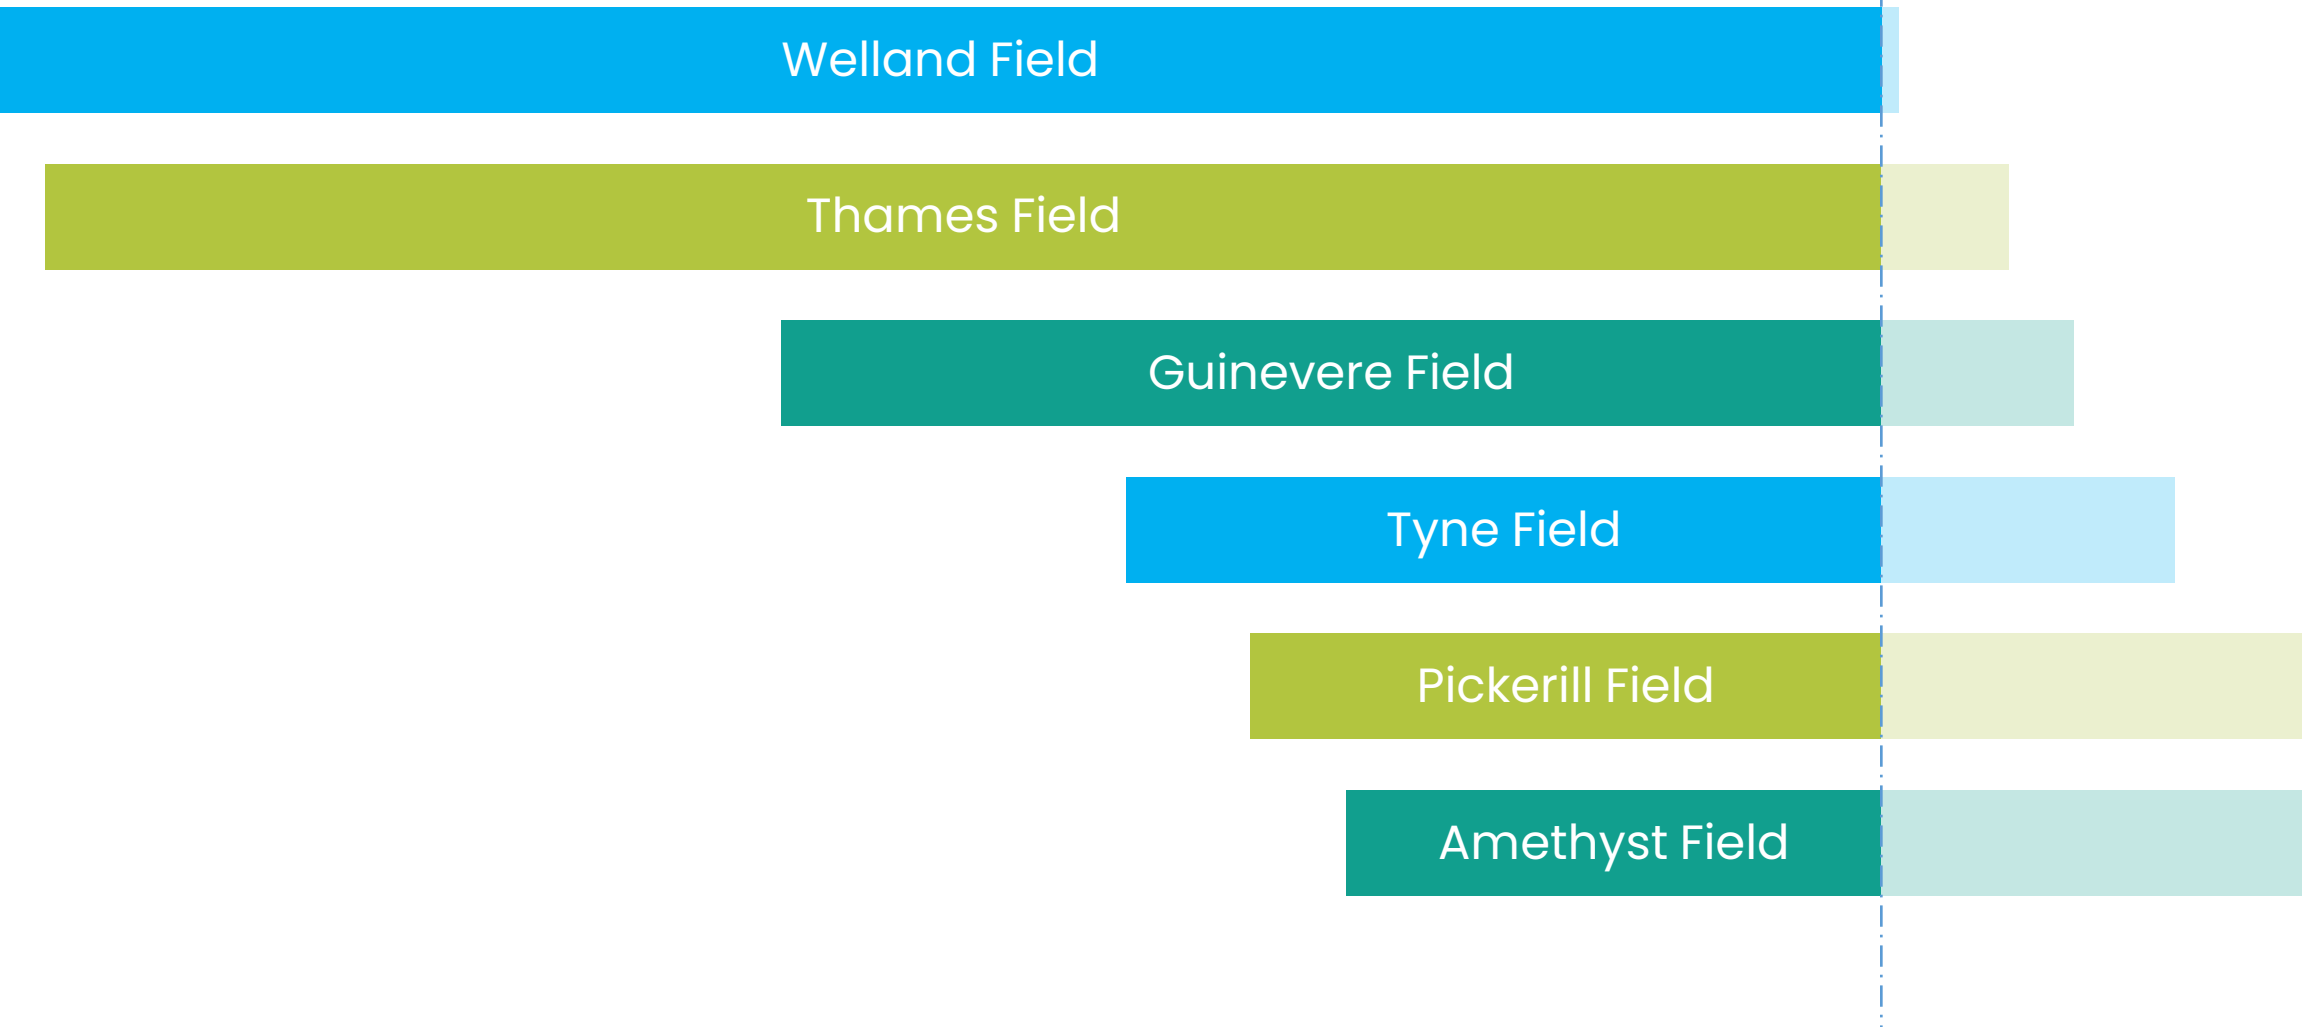 Welland Field
Thames Field
Guinevere Field
Tyne Field
Pickerill Field
Amethyst Field